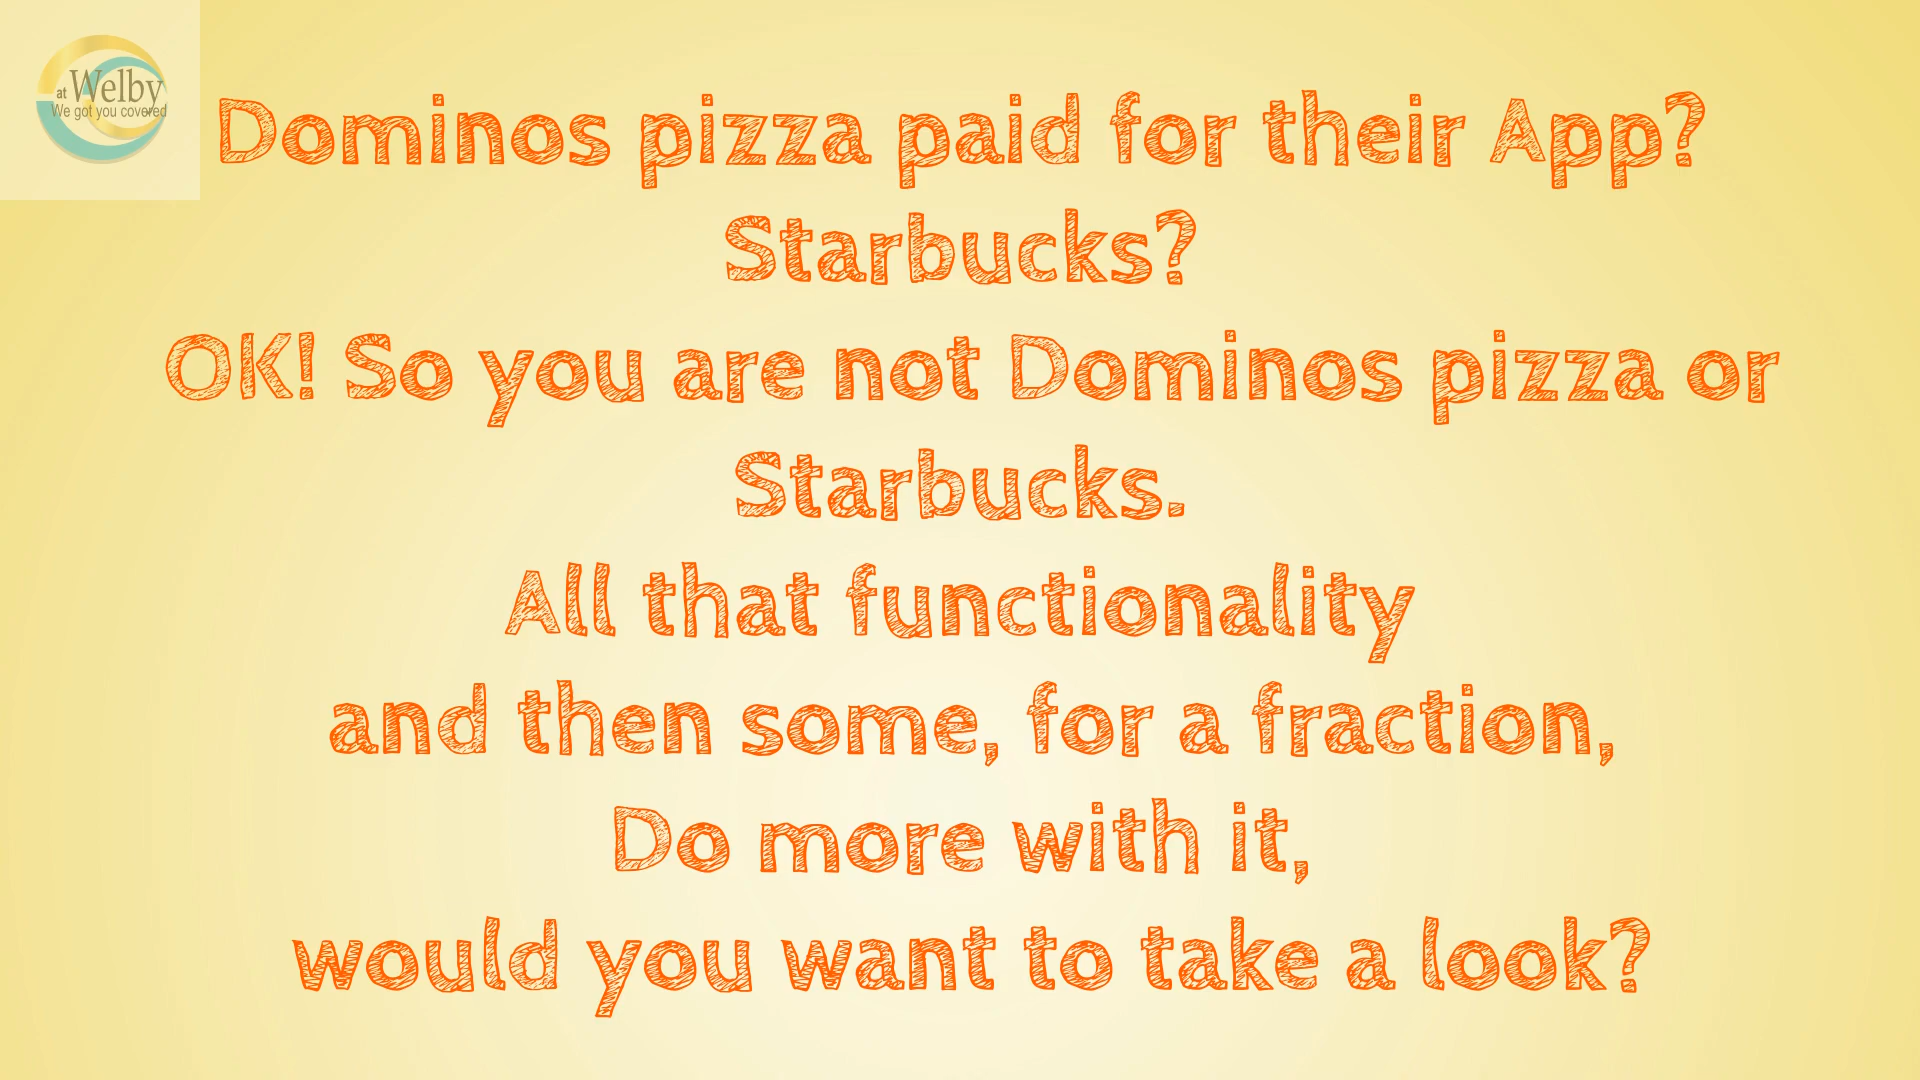 at Welby
We got you covered
Dominos pizza paid for their App?
Starbucks?
OK! So you are not Dominos pizza or
Starbucks.
All that functionality
and then some, for a fraction,
Do more with it,
would you want to take a look?